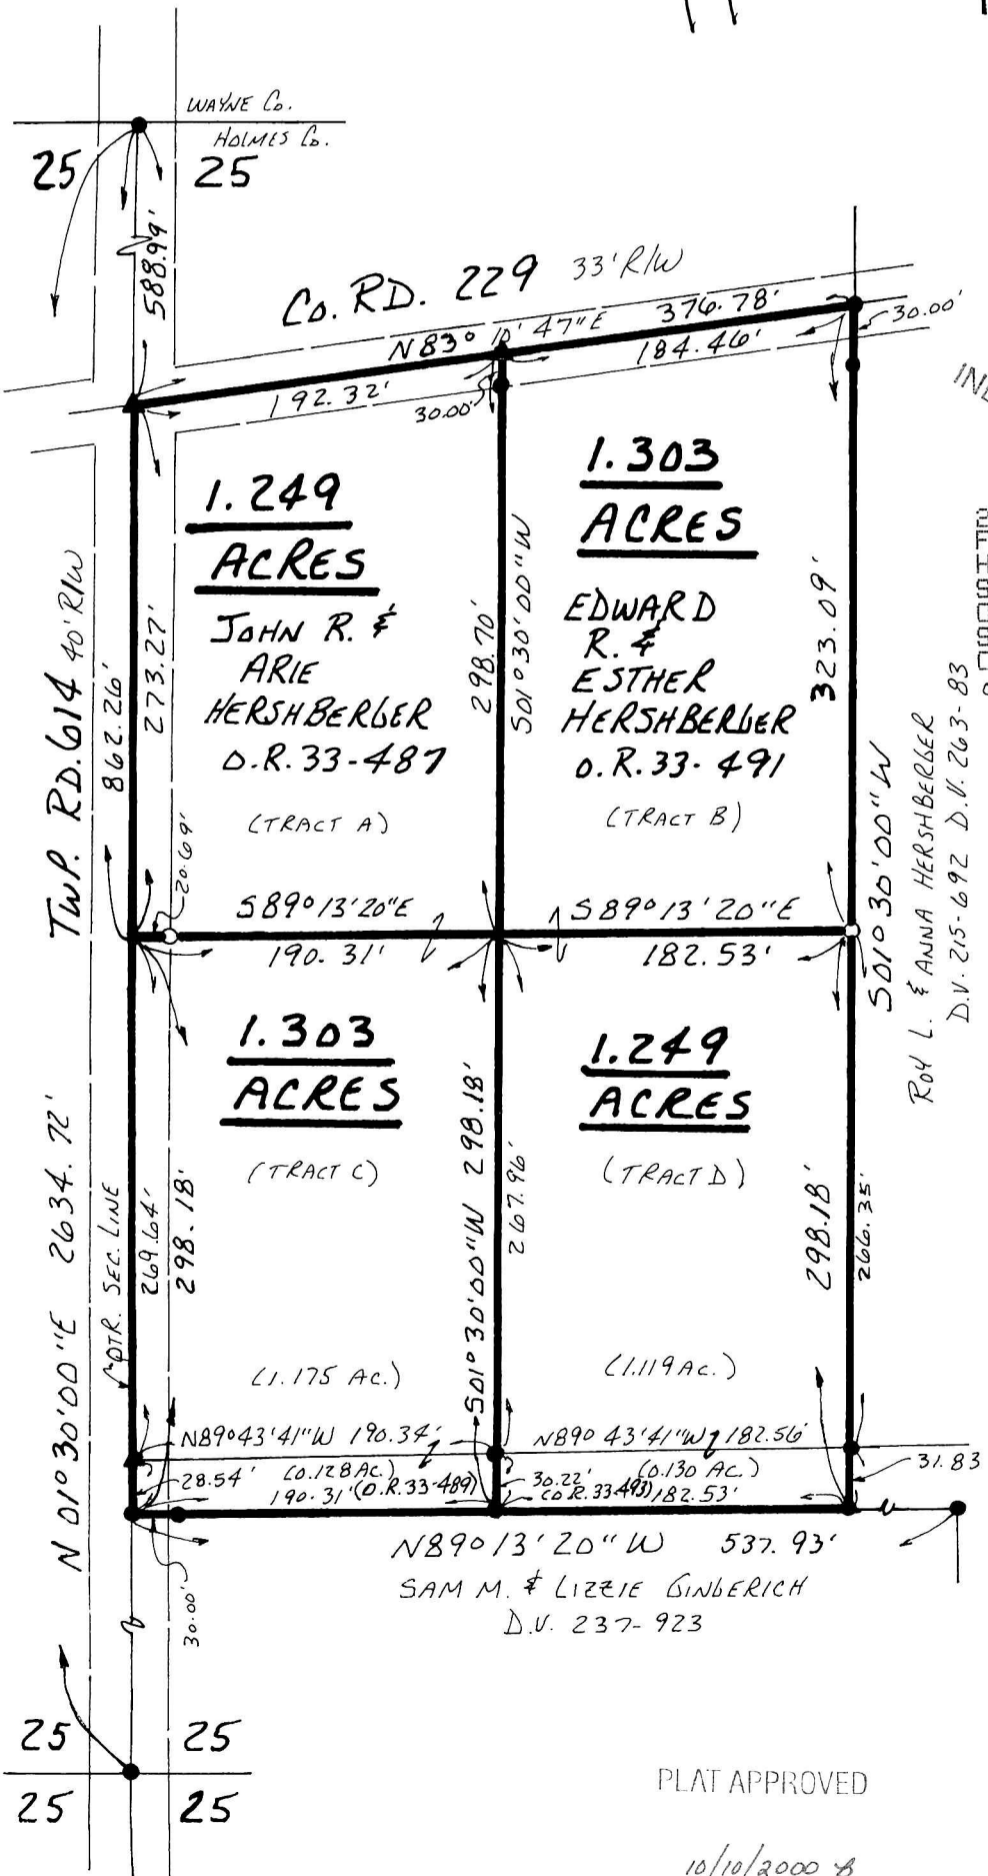 WAYNE Co.
HOLMES Co.
25 25
588.99'
Co. RD. 229 33' R/W
N83° 10' 47"E 376.78'
192.32' 184.46'
30.00'
30.00'
1.249
ACRES
JOHN R. &
ARIE
HERSHBERGER
O.R. 33-487
(TRACT A)
1.303
ACRES
EDWARD
R. &
ESTHER
HERSHBERGER
O.R. 33-491
(TRACT B)
TWP. RD. 614 40' R/W
862.26'
273.27'
298.70'
S01°30'00"W
323.09'
S01°30'00"W
ROY L. & ANNA HERSHBERGER
D.V. 215-692 D.V. 263-83
20.69'
S89°13'20"E S89°13'20"E
190.31' 182.53'
1.303
ACRES
(TRACT C)
1.249
ACRES
(TRACT D)
N 01°30'00"E 2634.72'
QTR. SEC. LINE
269.64'
298.18'
S01°30'00"W 298.18'
267.96'
298.18'
266.35'
(1.175 AC.) (1.119 AC.)
N89°43'41"W 190.34' N89°43'41"W 182.56'
28.54' (0.128 AC.) 30.22' (0.130 AC.) 31.83
190.31' (O.R. 33-489) (O.R. 33-493) 182.53'
N89°13'20"W 537.93'
SAM M. & LIZZIE GINGERICH
D.V. 237-923
30.00'
25 25
25 25
PLAT APPROVED
10/10/2000